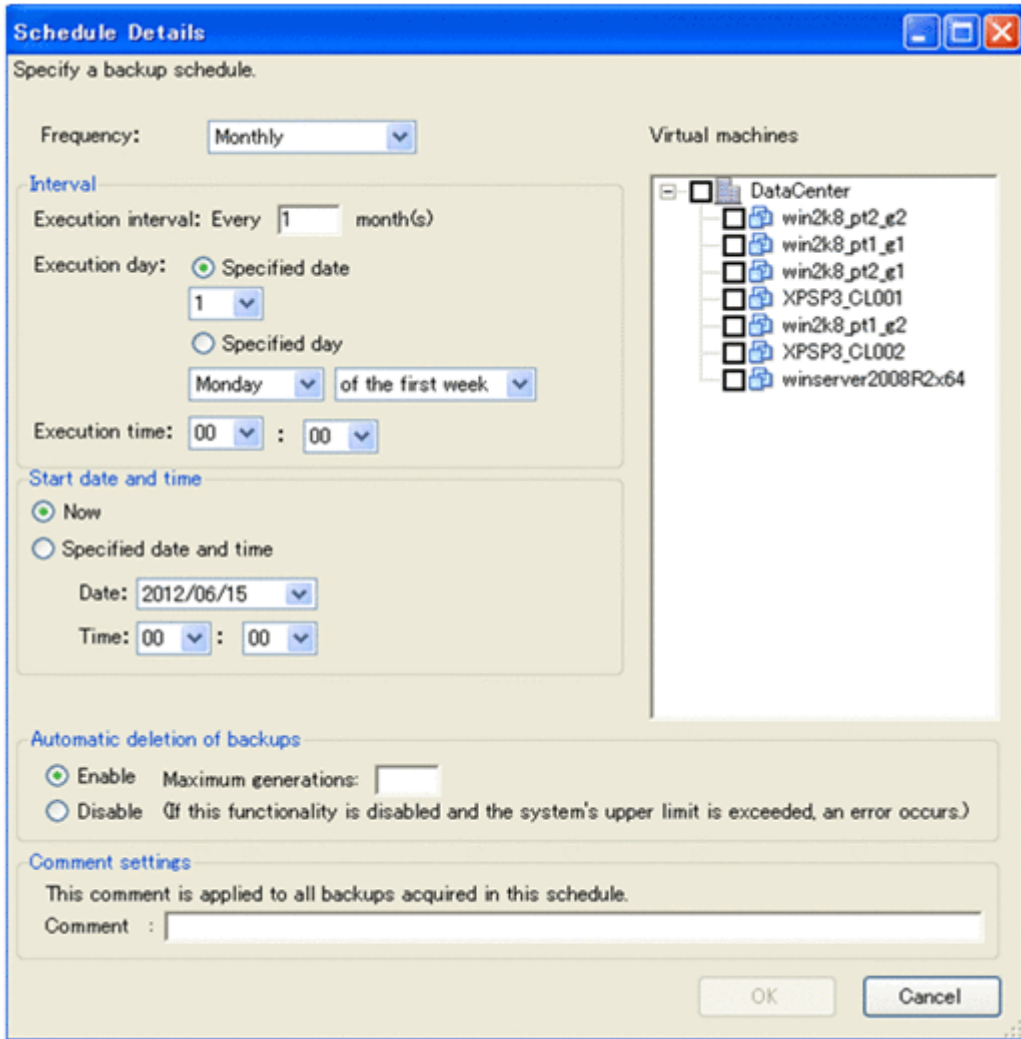 Schedule Details
Specify a backup schedule.
Frequency: Monthly
Virtual machines
Interval
Execution interval: Every 1 month(s)
Execution day: Specified date
1
Specified day
Monday of the first week
Execution time: 00 : 00
Start date and time
Now
Specified date and time
Date: 2012/06/15
Time: 00 : 00
DataCenter
win2k8_pt2_g2
win2k8_pt1_g1
win2k8_pt2_g1
XPSP3_CL001
win2k8_pt1_g2
XPSP3_CL002
winserver2008R2x64
Automatic deletion of backups
Enable Maximum generations:
Disable (If this functionality is disabled and the system's upper limit is exceeded, an error occurs.)
Comment settings
This comment is applied to all backups acquired in this schedule.
Comment :
OK Cancel